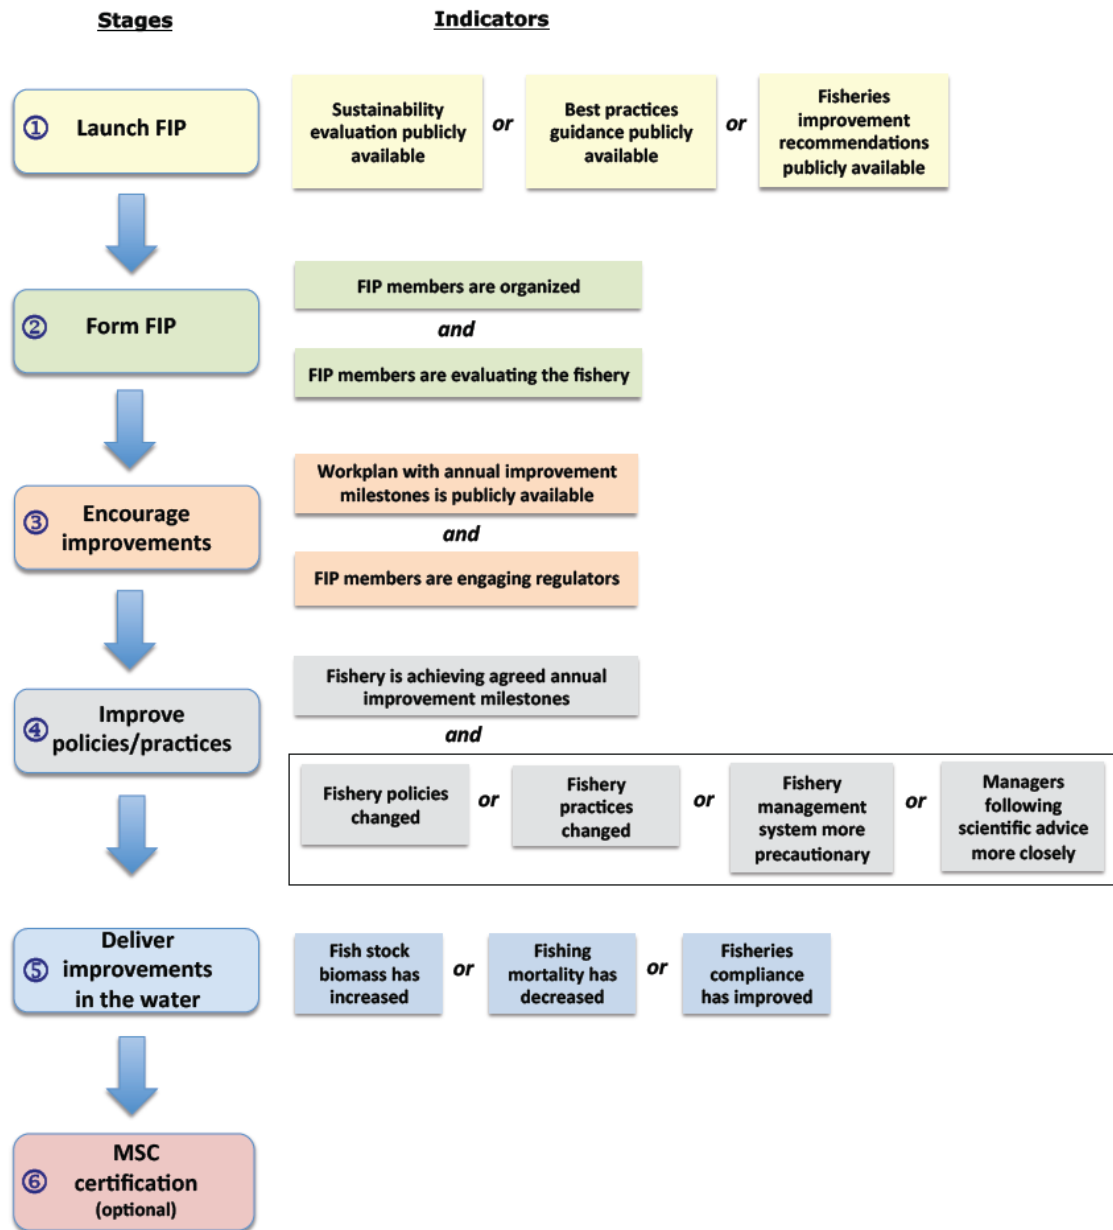 Stages
Indicators
① Launch FIP
Sustainability
evaluation publicly
available
or
Best practices
guidance publicly
available
or
Fisheries
improvement
recommendations
publicly available
② Form FIP
FIP members are organized
and
FIP members are evaluating the fishery
③ Encourage
improvements
Workplan with annual improvement
milestones is publicly available
and
FIP members are engaging regulators
④ Improve
policies/practices
Fishery is achieving agreed annual
improvement milestones
and
Fishery policies
changed
or
Fishery
practices
changed
or
Fishery
management
system more
precautionary
or
Managers
following
scientific advice
more closely
⑤ Deliver
improvements
in the water
Fish stock
biomass has
increased
or
Fishing
mortality has
decreased
or
Fisheries
compliance
has improved
⑥ MSC
certification
(optional)